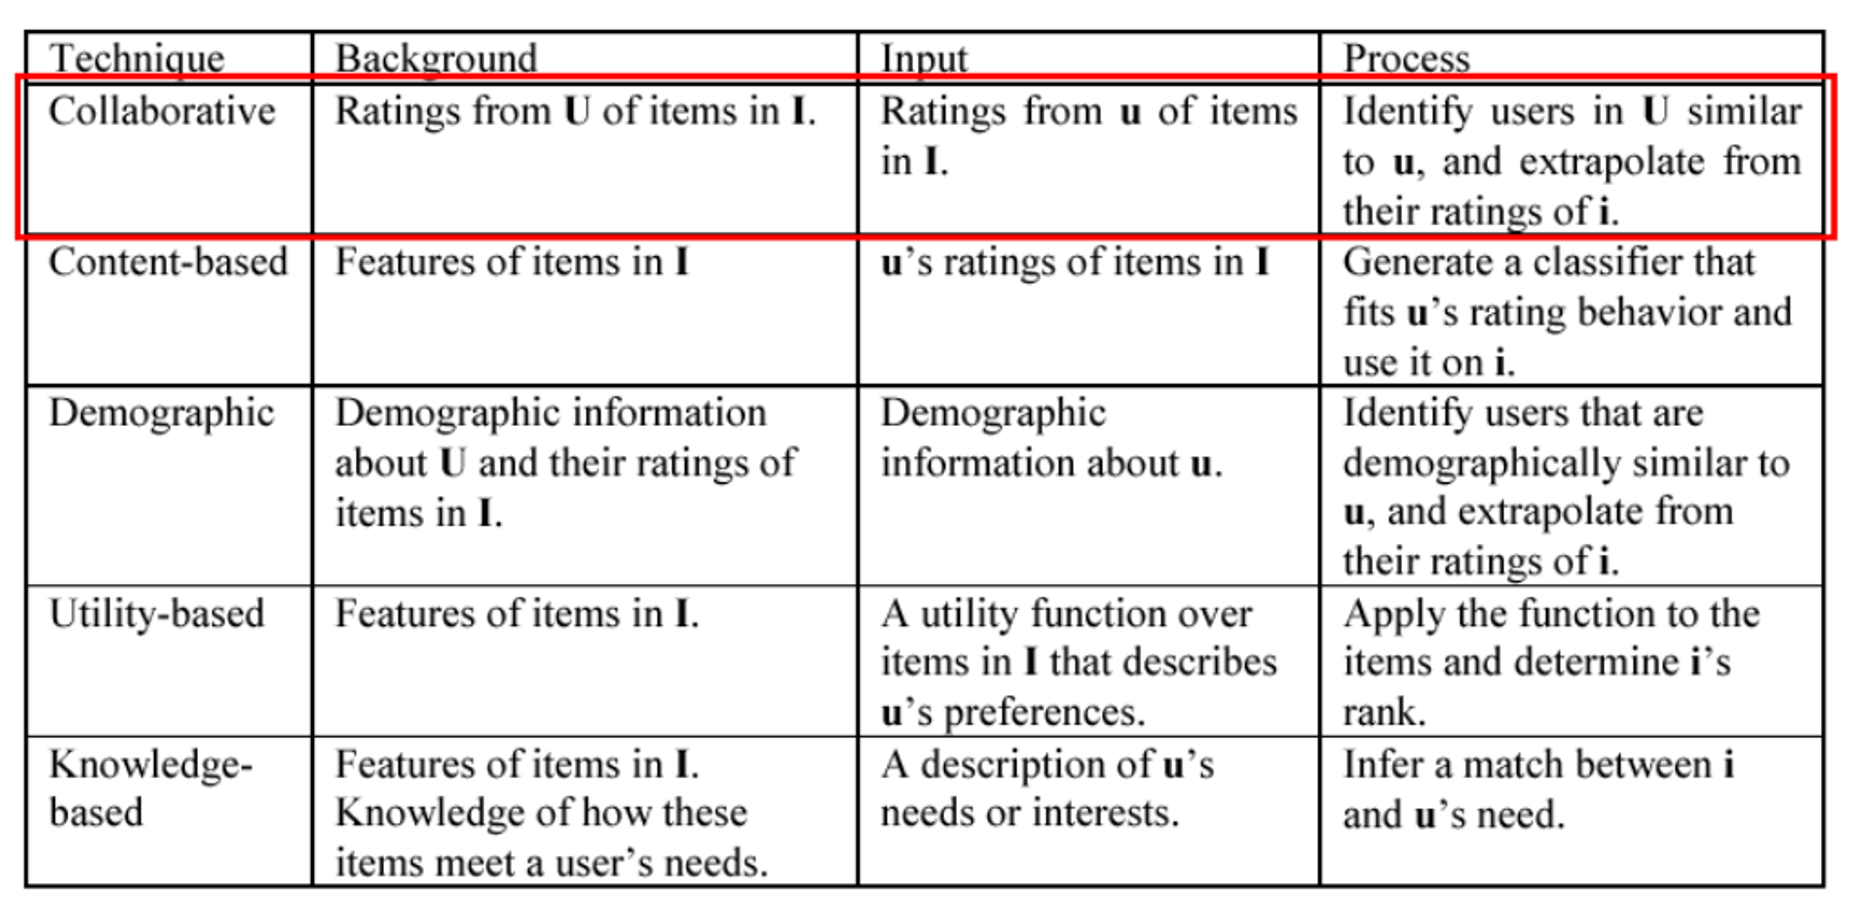 Technique Background Input Process
Collaborative Ratings from U of items in I. Ratings from u of items Identify users in U similar
in I. to u, and extrapolate from
their ratings of i.
Content-based Features of items in I u’s ratings of items in I Generate a classifier that
fits u’s rating behavior and
use it on i.
Demographic Demographic information Demographic Identify users that are
about U and their ratings of information about u. demographically similar to
items in I. u, and extrapolate from
their ratings of i.
Utility-based Features of items in I. A utility function over Apply the function to the
items in I that describes items and determine i’s
u’s preferences. rank.
Knowledge- Features of items in I. A description of u’s Infer a match between i
based Knowledge of how these needs or interests. and u’s need.
items meet a user’s needs.